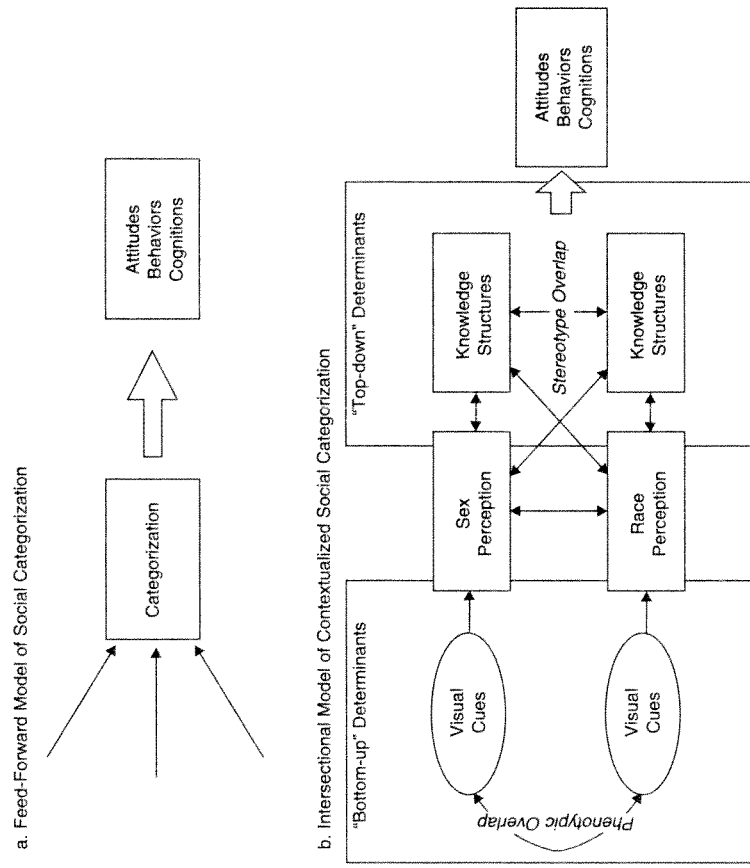 a. Feed-Forward Model of Social Categorization
Categorization
Attitudes
Behaviors
Cognitions
b. Intersectional Model of Contextualized Social Categorization
"Bottom-up" Determinants
"Top-down" Determinants
Phenotypic Overlap
Visual
Cues
Sex
Perception
Knowledge
Structures
Stereotype Overlap
Visual
Cues
Race
Perception
Knowledge
Structures
Attitudes
Behaviors
Cognitions